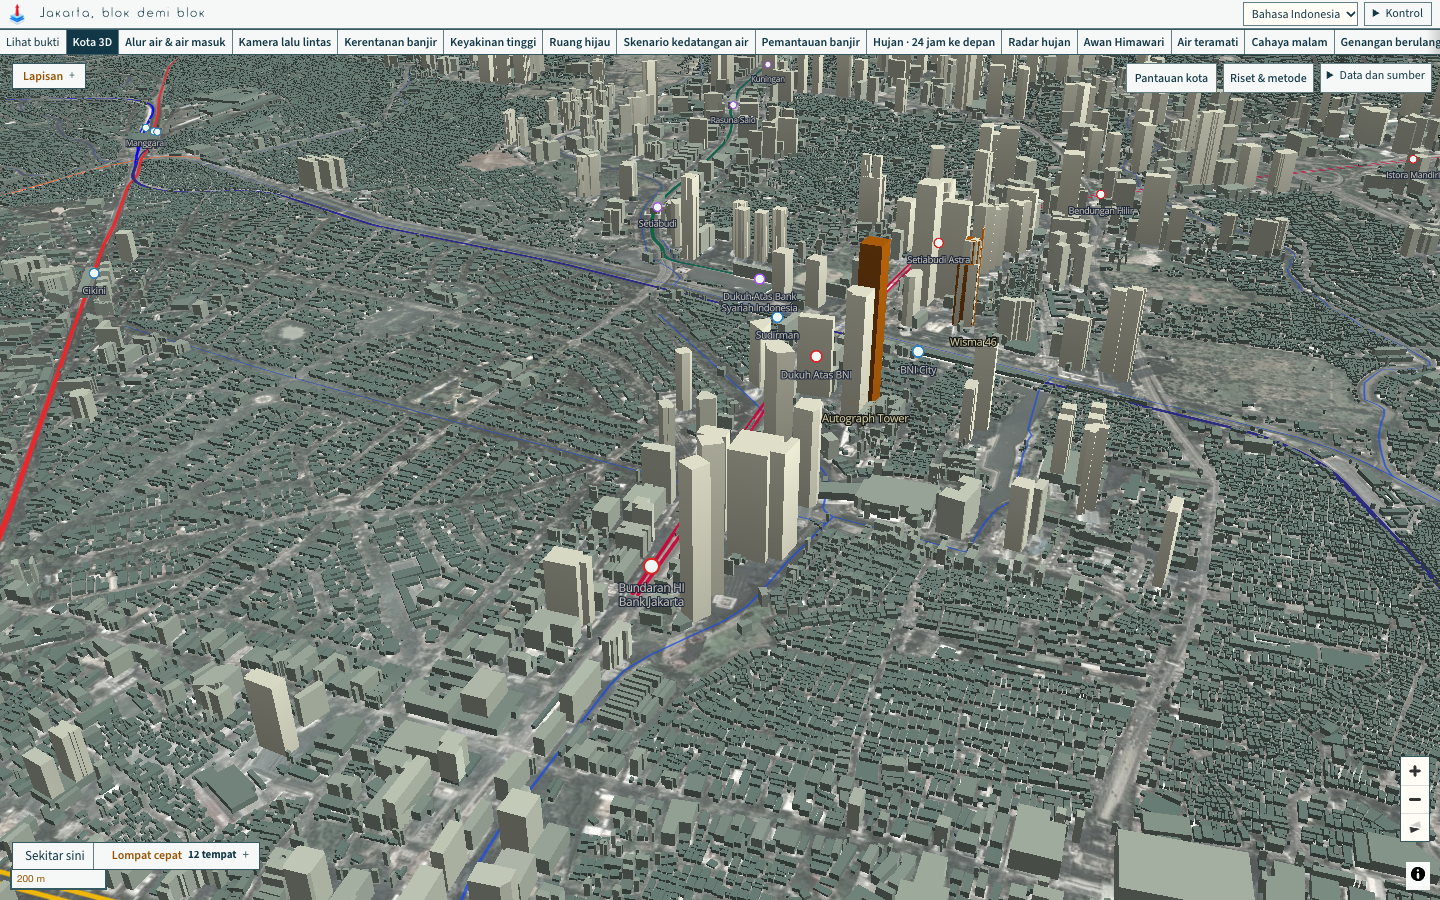 Jakarta, blok demi blok
Bahasa Indonesia
Kontrol
Lihat bukti
Kota 3D
Alur air & air masuk
Kamera lalu lintas
Kerentanan banjir
Keyakinan tinggi
Ruang hijau
Skenario kedatangan air
Pemantauan banjir
Hujan · 24 jam ke depan
Radar hujan
Awan Himawari
Air teramati
Cahaya malam
Genangan berulang
Lapisan +
Pantauan kota
Riset & metode
Data dan sumber
Kuningan
Rasuna Said
Manggarai
Istora Mandiri
Bendungan Hilir
Setiabudi
Setiabudi Astra
Cikini
Dukuh Atas Bank
Syariah Indonesia
Sudirman
Wisma 46
Dukuh Atas BNI
BNI City
Autograph Tower
Bundaran HI
Bank Jakarta
Sekitar sini
Lompat cepat 12 tempat +
200 m